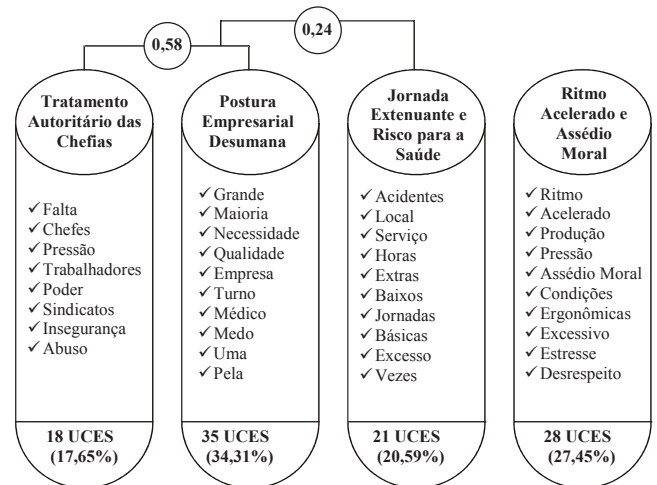 0,58
0,24
Tratamento
Autoritário das
Chefias
✓Falta
✓Chefes
✓Pressão
✓Trabalhadores
✓Poder
✓Sindicatos
✓Insegurança
✓Abuso
18 UCES
(17,65%)
Postura
Empresarial
Desumana
✓Grande
✓Maioria
✓Necessidade
✓Qualidade
✓Empresa
✓Turno
✓Médico
✓Medo
✓Uma
✓Pela
35 UCES
(34,31%)
Jornada
Extenuante e
Risco para a
Saúde
✓Acidentes
✓Local
✓Serviço
✓Horas
✓Extras
✓Baixos
✓Jornadas
✓Básicas
✓Excesso
✓Vezes
21 UCES
(20,59%)
Ritmo
Acelerado e
Assédio
Moral
✓Ritmo
✓Acelerado
✓Produção
✓Pressão
✓Assédio Moral
✓Condições
✓Ergonômicas
✓Excessivo
✓Estresse
✓Desrespeito
28 UCES
(27,45%)